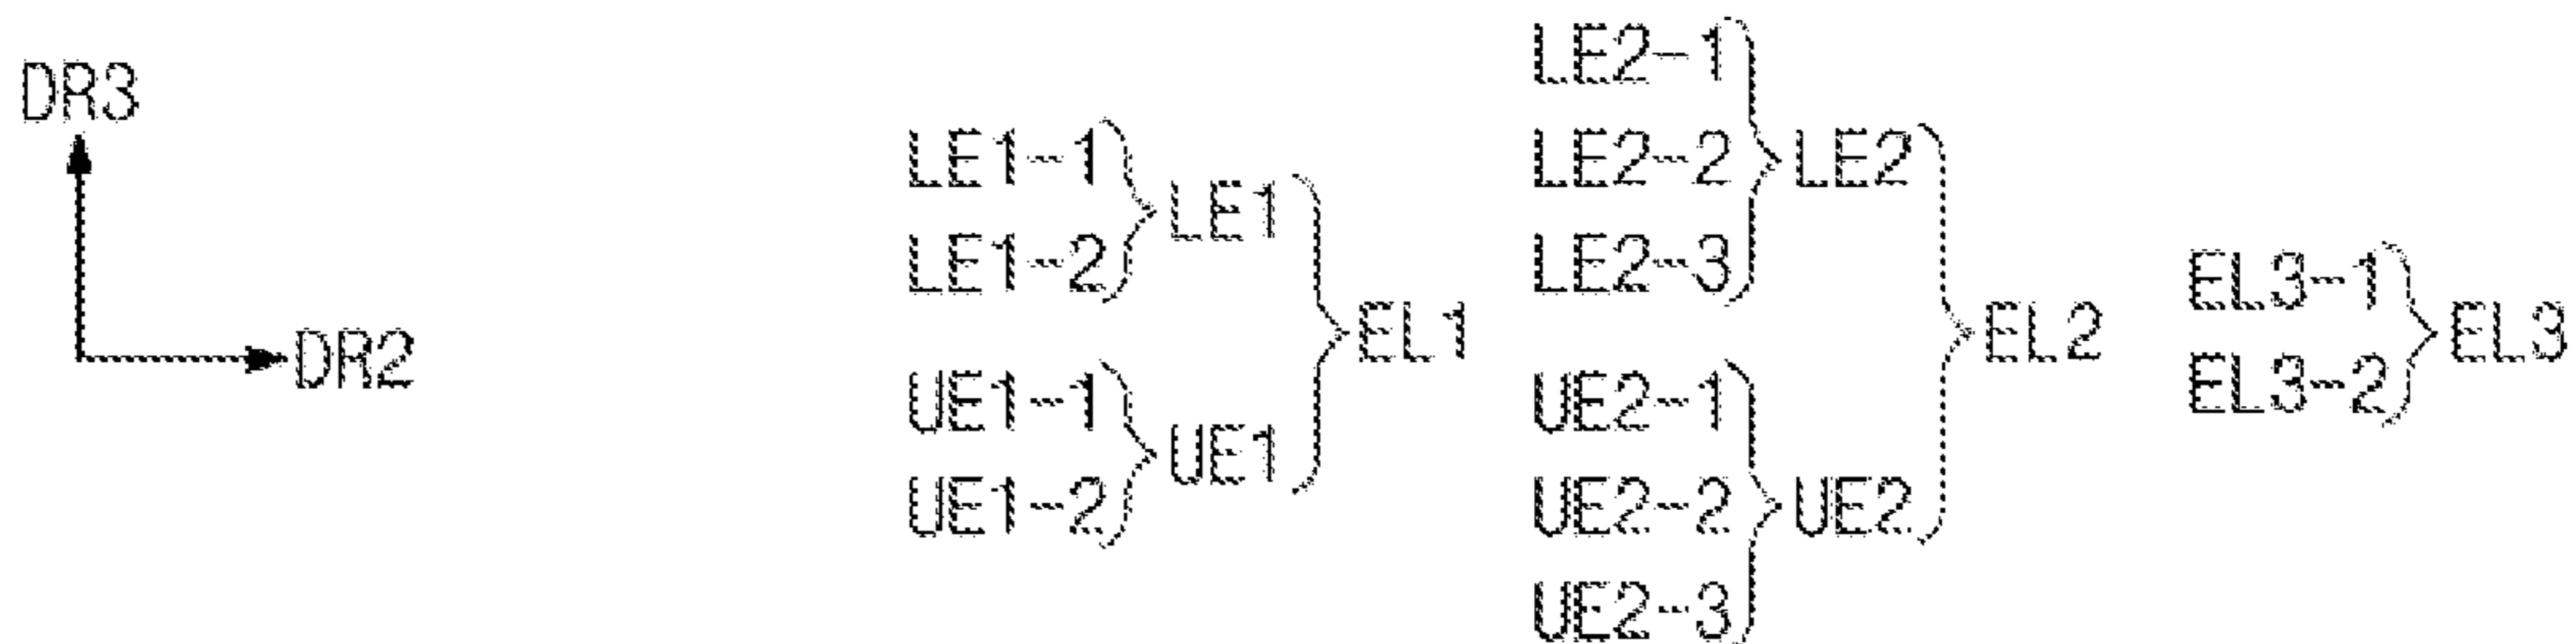 DR3
DR2
LE1-1
LE1-2
LE1
UE1-1
UE1-2
UE1
EL1
LE2-1
LE2-2
LE2-3
LE2
UE2-1
UE2-2
UE2-3
UE2
EL2
EL3-1
EL3-2
EL3